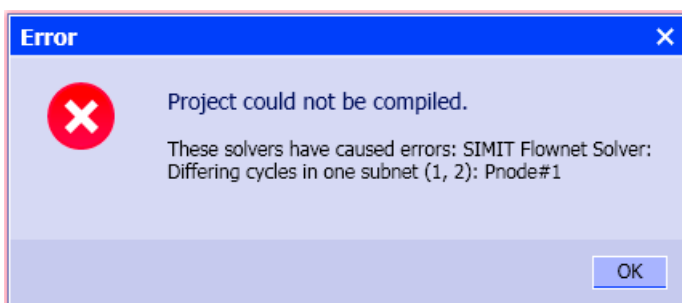 Error
Project could not be compiled.
These solvers have caused errors: SIMIT Flownet Solver:
Differing cycles in one subnet (1, 2): Pnode#1
OK